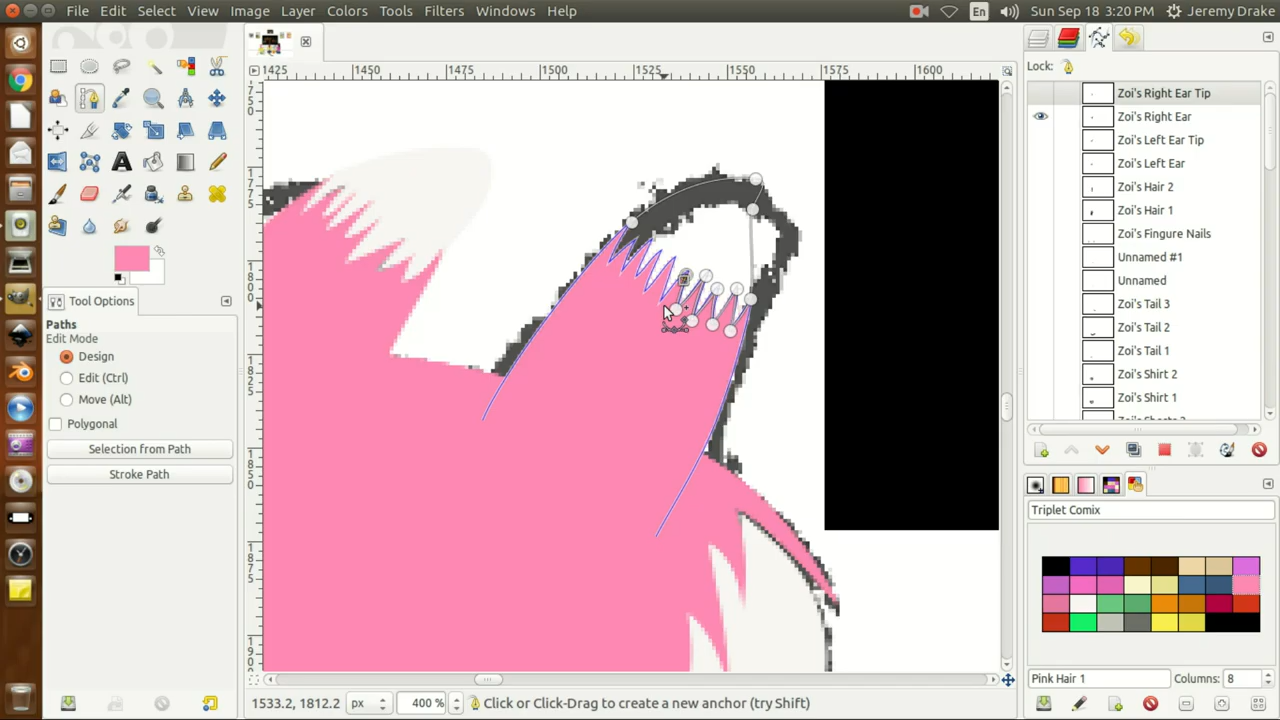 File Edit Select View Image Layer Colors Tools Filters Windows Help En Sun Sep 18 3:20 PM Jeremy Drake
1425 1450 1475 1500 1525 1550 1575 1600
Lock:
Zoi's Right Ear Tip
Zoi's Right Ear
Zoi's Left Ear Tip
Zoi's Left Ear
Zoi's Hair 2
Zoi's Hair 1
Zoi's Fingure Nails
Unnamed #1
Unnamed
Zoi's Tail 3
Zoi's Tail 2
Zoi's Tail 1
Zoi's Shirt 2
Zoi's Shirt 1
Tool Options
Paths
Edit Mode
Design
Edit (Ctrl)
Move (Alt)
Polygonal
Selection from Path
Stroke Path
Triplet Comix
Pink Hair 1 Columns: 8
1533.2, 1812.2 px 400 % Click or Click-Drag to create a new anchor (try Shift)